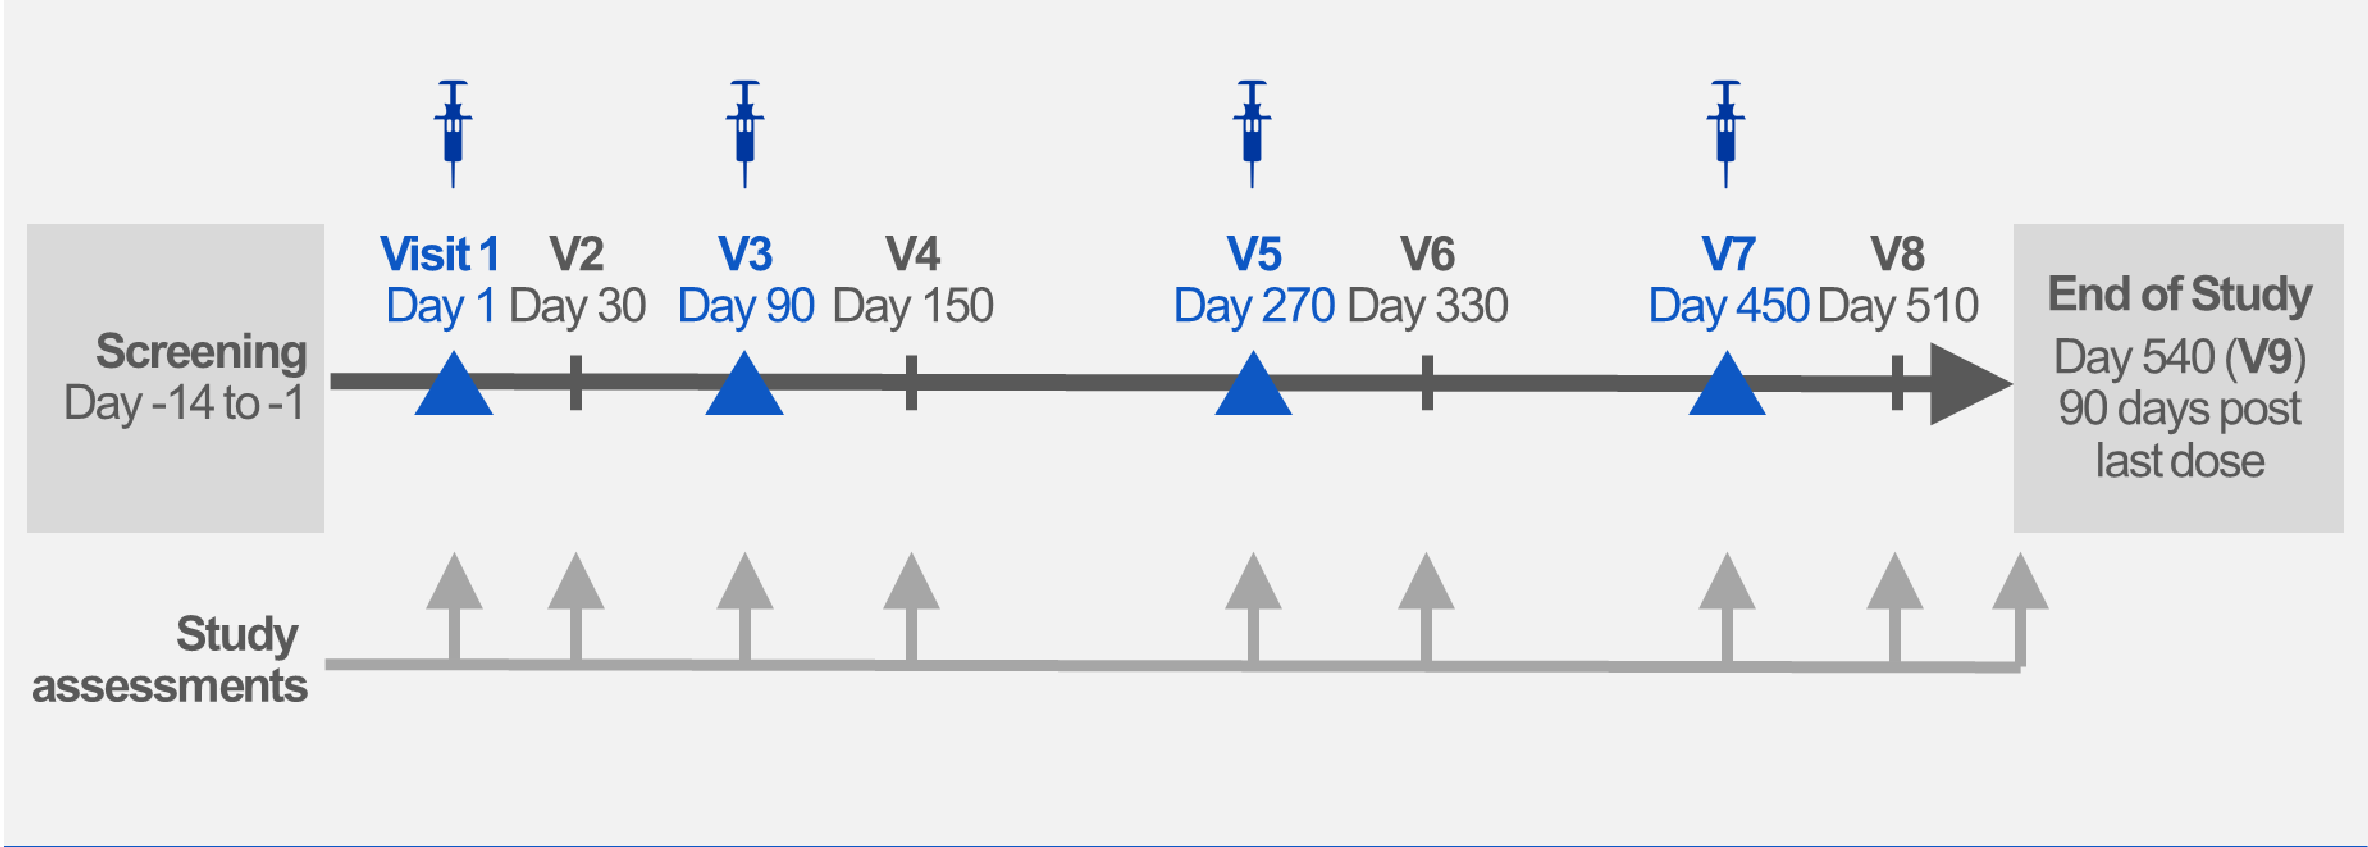 Visit 1
Day 1
V2
Day 30
V3
Day 90
V4
Day 150
V5
Day 270
V6
Day 330
V7
Day 450
V8
Day 510
Screening
Day -14 to -1
End of Study
Day 540 (V9)
90 days post
last dose
Study
assessments